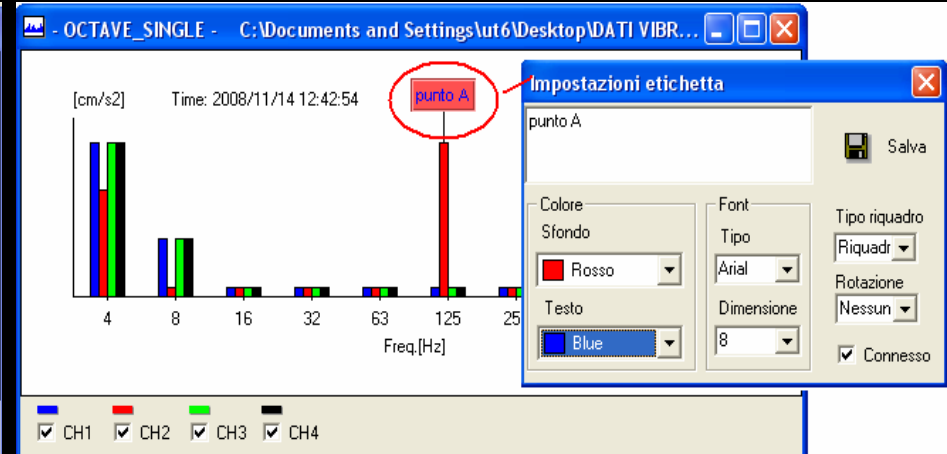 - OCTAVE_SINGLE - C:\Documents and Settings\ut6\Desktop\DATI VIBR...
[cm/s2]
Time: 2008/11/14 12:42:54
punto A
4 8 16 32 63 125 25
Freq.[Hz]
CH1 CH2 CH3 CH4
Impostazioni etichetta
punto A
Salva
Colore
Sfondo
Rosso
Testo
Blue
Font
Tipo
Arial
Dimensione
8
Tipo riquadro
Riquadr
Rotazione
Nessun
Connesso